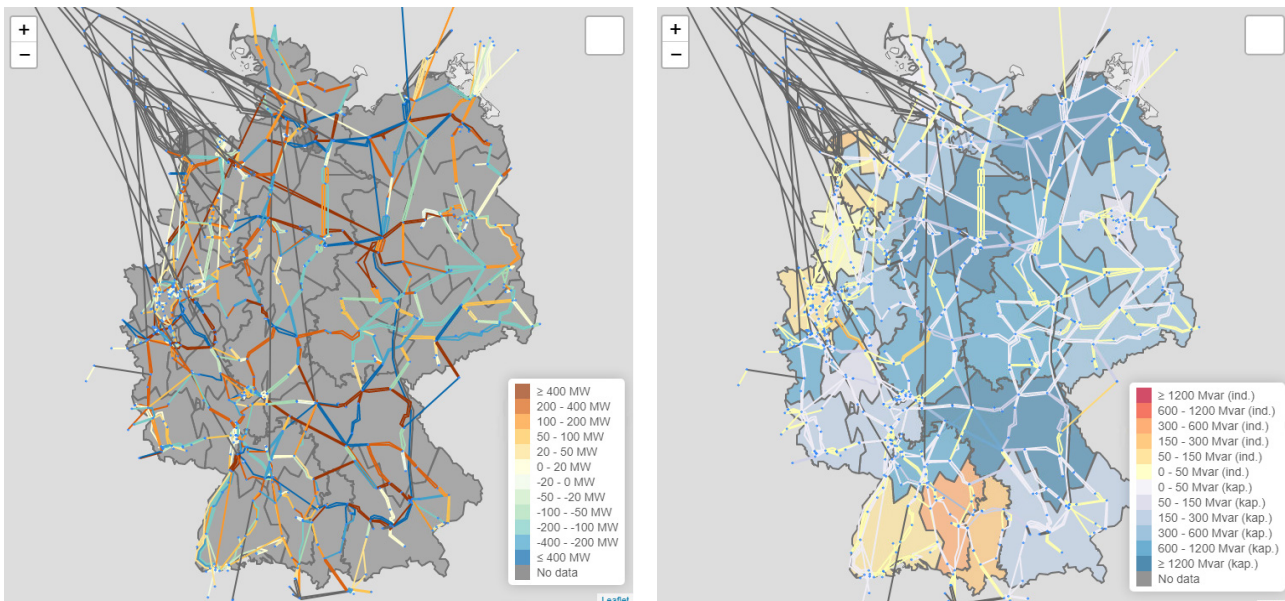 +
−
≥ 400 MW
200 - 400 MW
100 - 200 MW
50 - 100 MW
20 - 50 MW
0 - 20 MW
-20 - 0 MW
-50 - -20 MW
-100 - -50 MW
-200 - -100 MW
-400 - -200 MW
≤ 400 MW
No data
Leaflet
+
−
≥ 1200 Mvar (ind.)
600 - 1200 Mvar (ind.)
300 - 600 Mvar (ind.)
150 - 300 Mvar (ind.)
50 - 150 Mvar (ind.)
0 - 50 Mvar (ind.)
0 - 50 Mvar (kap.)
50 - 150 Mvar (kap.)
150 - 300 Mvar (kap.)
300 - 600 Mvar (kap.)
600 - 1200 Mvar (kap.)
≥ 1200 Mvar (kap.)
No data